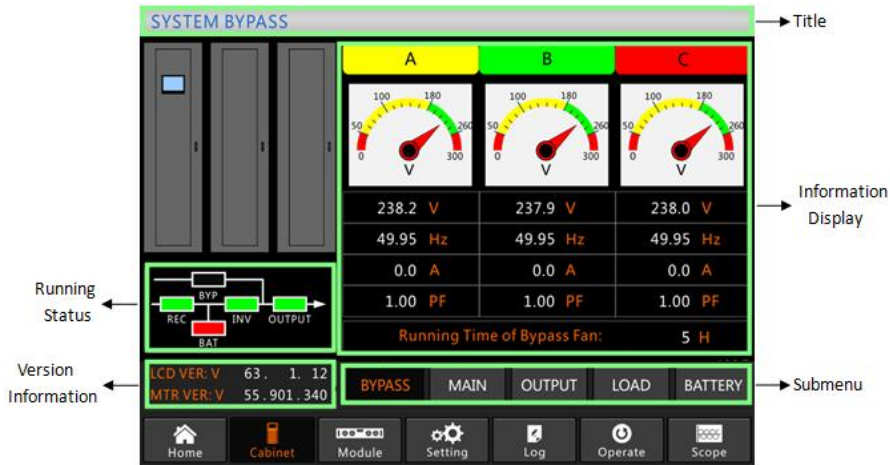 SYSTEM BYPASS
Title
A B C
50 100 180 260 0 300 V
50 100 180 260 0 300 V
50 100 180 260 0 300 V
238.2 V 237.9 V 238.0 V
49.95 Hz 49.95 Hz 49.95 Hz
0.0 A 0.0 A 0.0 A
1.00 PF 1.00 PF 1.00 PF
Running Time of Bypass Fan: 5 H
Information
Display
Running
Status
BYP
REC INV OUTPUT
BAT
Version
Information
LCD VER: V 63. 1. 12
MTR VER: V 55.901.340
BYPASS MAIN OUTPUT LOAD BATTERY
Submenu
Home Cabinet Module Setting Log Operate Scope